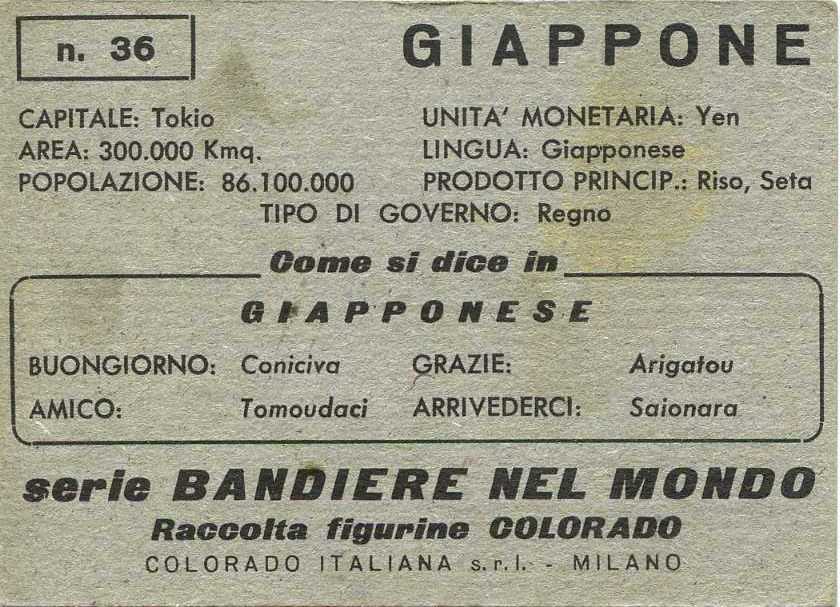 n. 36
GIAPPONE
CAPITALE: Tokio
UNITA' MONETARIA: Yen
AREA: 300.000 Kmq.
LINGUA: Giapponese
POPOLAZIONE: 86.100.000
PRODOTTO PRINCIP.: Riso, Seta
TIPO DI GOVERNO: Regno
Come si dice in
GIAPPONESE
BUONGIORNO: Coniciva
GRAZIE: Arigatou
AMICO: Tomoudaci
ARRIVEDERCI: Saionara
serie BANDIERE NEL MONDO
Raccolta figurine COLORADO
COLORADO ITALIANA s.r.l. - MILANO